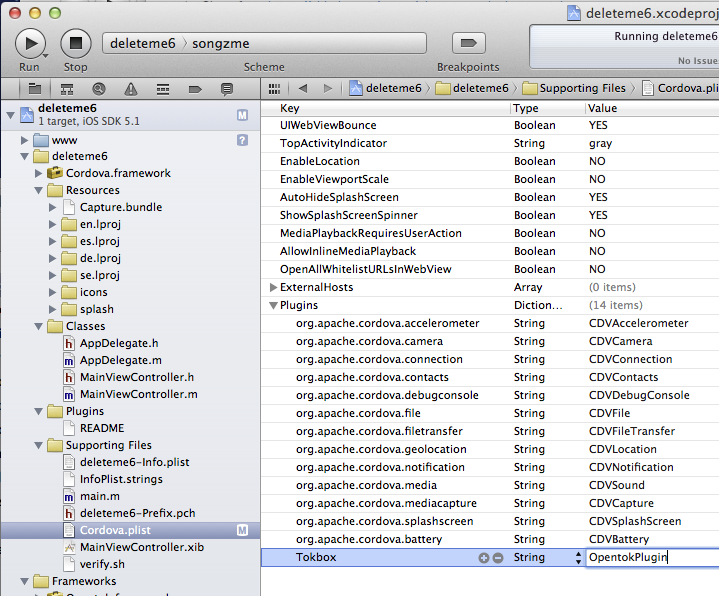 deleteme6.xcodeproj
deleteme6 songzme
Running deleteme6
No Issue
Run Stop Scheme Breakpoints
deleteme6 deleteme6 Supporting Files Cordova.pli
deleteme6 M
1 target, iOS SDK 5.1
www ?
deleteme6
Cordova.framework
Resources
Capture.bundle
en.lproj
es.lproj
de.lproj
se.lproj
icons
splash
Classes
AppDelegate.h
AppDelegate.m
MainViewController.h
MainViewController.m
Plugins
README
Supporting Files
deleteme6-Info.plist
InfoPlist.strings
main.m
deleteme6-Prefix.pch
Cordova.plist M
MainViewController.xib
verify.sh
Frameworks
Key Type Value
UIWebViewBounce Boolean YES
TopActivityIndicator String gray
EnableLocation Boolean NO
EnableViewportScale Boolean NO
AutoHideSplashScreen Boolean YES
ShowSplashScreenSpinner Boolean YES
MediaPlaybackRequiresUserAction Boolean NO
AllowInlineMediaPlayback Boolean NO
OpenAllWhitelistURLsInWebView Boolean NO
ExternalHosts Array (0 items)
Plugins Diction... (14 items)
org.apache.cordova.accelerometer String CDVAccelerometer
org.apache.cordova.camera String CDVCamera
org.apache.cordova.connection String CDVConnection
org.apache.cordova.contacts String CDVContacts
org.apache.cordova.debugconsole String CDVDebugConsole
org.apache.cordova.file String CDVFile
org.apache.cordova.filetransfer String CDVFileTransfer
org.apache.cordova.geolocation String CDVLocation
org.apache.cordova.notification String CDVNotification
org.apache.cordova.media String CDVSound
org.apache.cordova.mediacapture String CDVCapture
org.apache.cordova.splashscreen String CDVSplashScreen
org.apache.cordova.battery String CDVBattery
Tokbox String OpentokPlugin